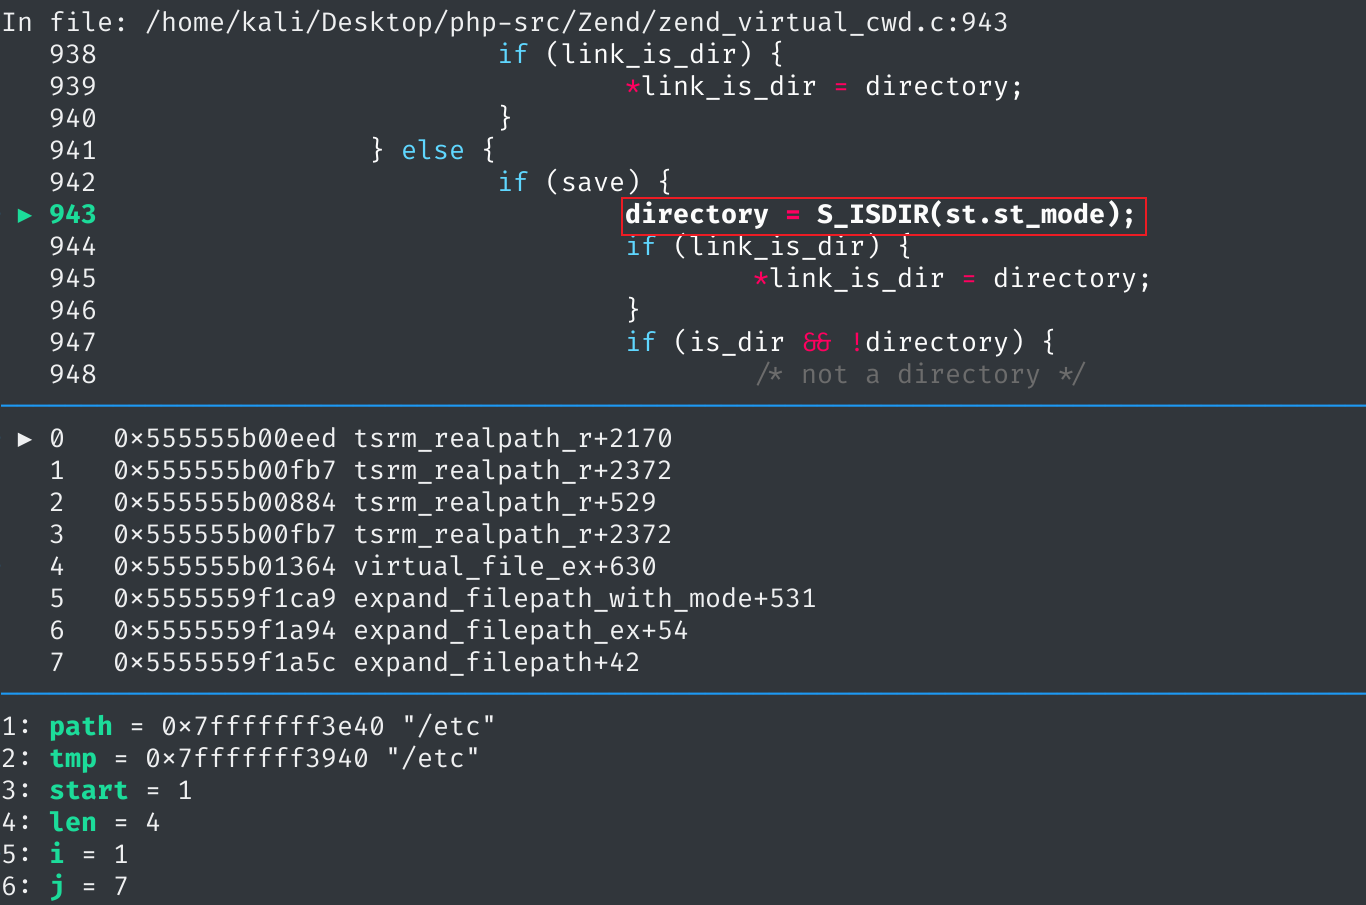 In file: /home/kali/Desktop/php-src/Zend/zend_virtual_cwd.c:943
938 if (link_is_dir) {
939 *link_is_dir = directory;
940 }
941 } else {
942 if (save) {
▶ 943 directory = S_ISDIR(st.st_mode);
944 if (link_is_dir) {
945 *link_is_dir = directory;
946 }
947 if (is_dir && !directory) {
948 /* not a directory */
▶ 0 0x555555b00eed tsrm_realpath_r+2170
1 0x555555b00fb7 tsrm_realpath_r+2372
2 0x555555b00884 tsrm_realpath_r+529
3 0x555555b00fb7 tsrm_realpath_r+2372
4 0x555555b01364 virtual_file_ex+630
5 0x5555559f1ca9 expand_filepath_with_mode+531
6 0x5555559f1a94 expand_filepath_ex+54
7 0x5555559f1a5c expand_filepath+42
1: path = 0x7fffffff3e40 "/etc"
2: tmp = 0x7fffffff3940 "/etc"
3: start = 1
4: len = 4
5: i = 1
6: j = 7